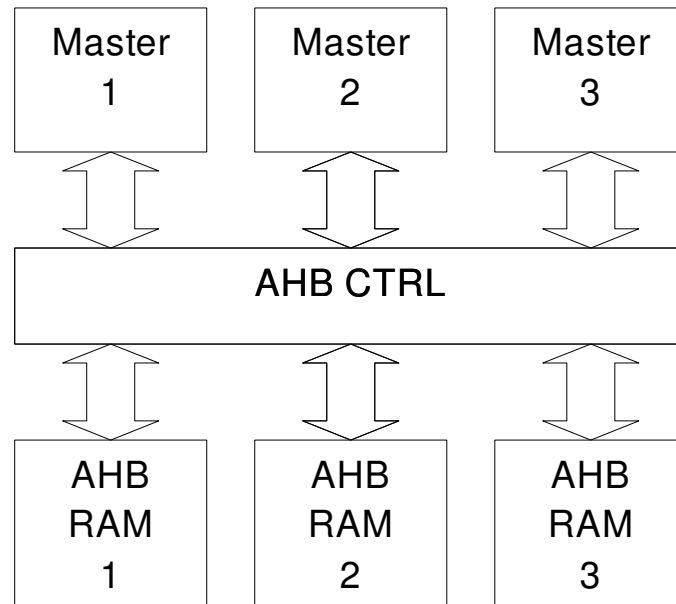 Master
1
Master
2
Master
3
AHB CTRL
AHB
RAM
1
AHB
RAM
2
AHB
RAM
3